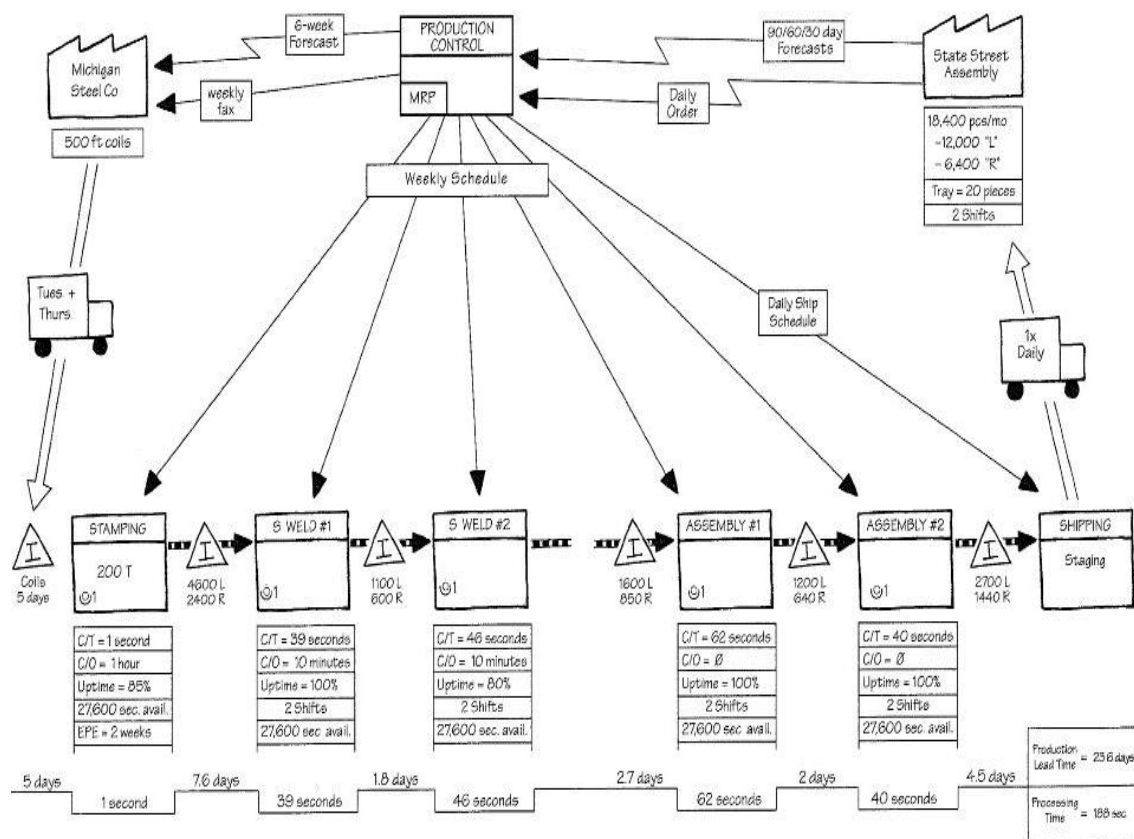 6-week
Forecast
PRODUCTION
CONTROL
90/60/30 day
Forecasts
Michigan
Steel Co
State Street
Assembly
weekly
fax
MRP
Daily
Order
500 ft coils
18,400 pcs/mo
-12,000 "L"
- 6,400 "R"
Tray = 20 pieces
2 Shifts
Weekly Schedule
Tues. +
Thurs.
Daily Ship
Schedule
1x
Daily
I
Coils
5 days
STAMPING
200 T
1
I
4600 L
2400 R
S WELD #1
1
I
1100 L
600 R
S WELD #2
1
I
1600 L
850 R
ASSEMBLY #1
1
I
1200 L
640 R
ASSEMBLY #2
1
I
2700 L
1440 R
SHIPPING
Staging
C/T = 1 second
C/O = 1 hour
Uptime = 85%
27,600 sec. avail.
EPE = 2 weeks
C/T = 39 seconds
C/O = 10 minutes
Uptime = 100%
2 Shifts
27,600 sec. avail.
C/T = 46 seconds
C/O = 10 minutes
Uptime = 80%
2 Shifts
27,600 sec. avail.
C/T = 62 seconds
C/O = Ø
Uptime = 100%
2 Shifts
27,600 sec. avail.
C/T = 40 seconds
C/O = Ø
Uptime = 100%
2 Shifts
27,600 sec. avail.
5 days
1 second
7.6 days
39 seconds
1.8 days
46 seconds
2.7 days
62 seconds
2 days
40 seconds
4.5 days
Production
Lead Time = 23.6 days
Processing
Time = 188 sec